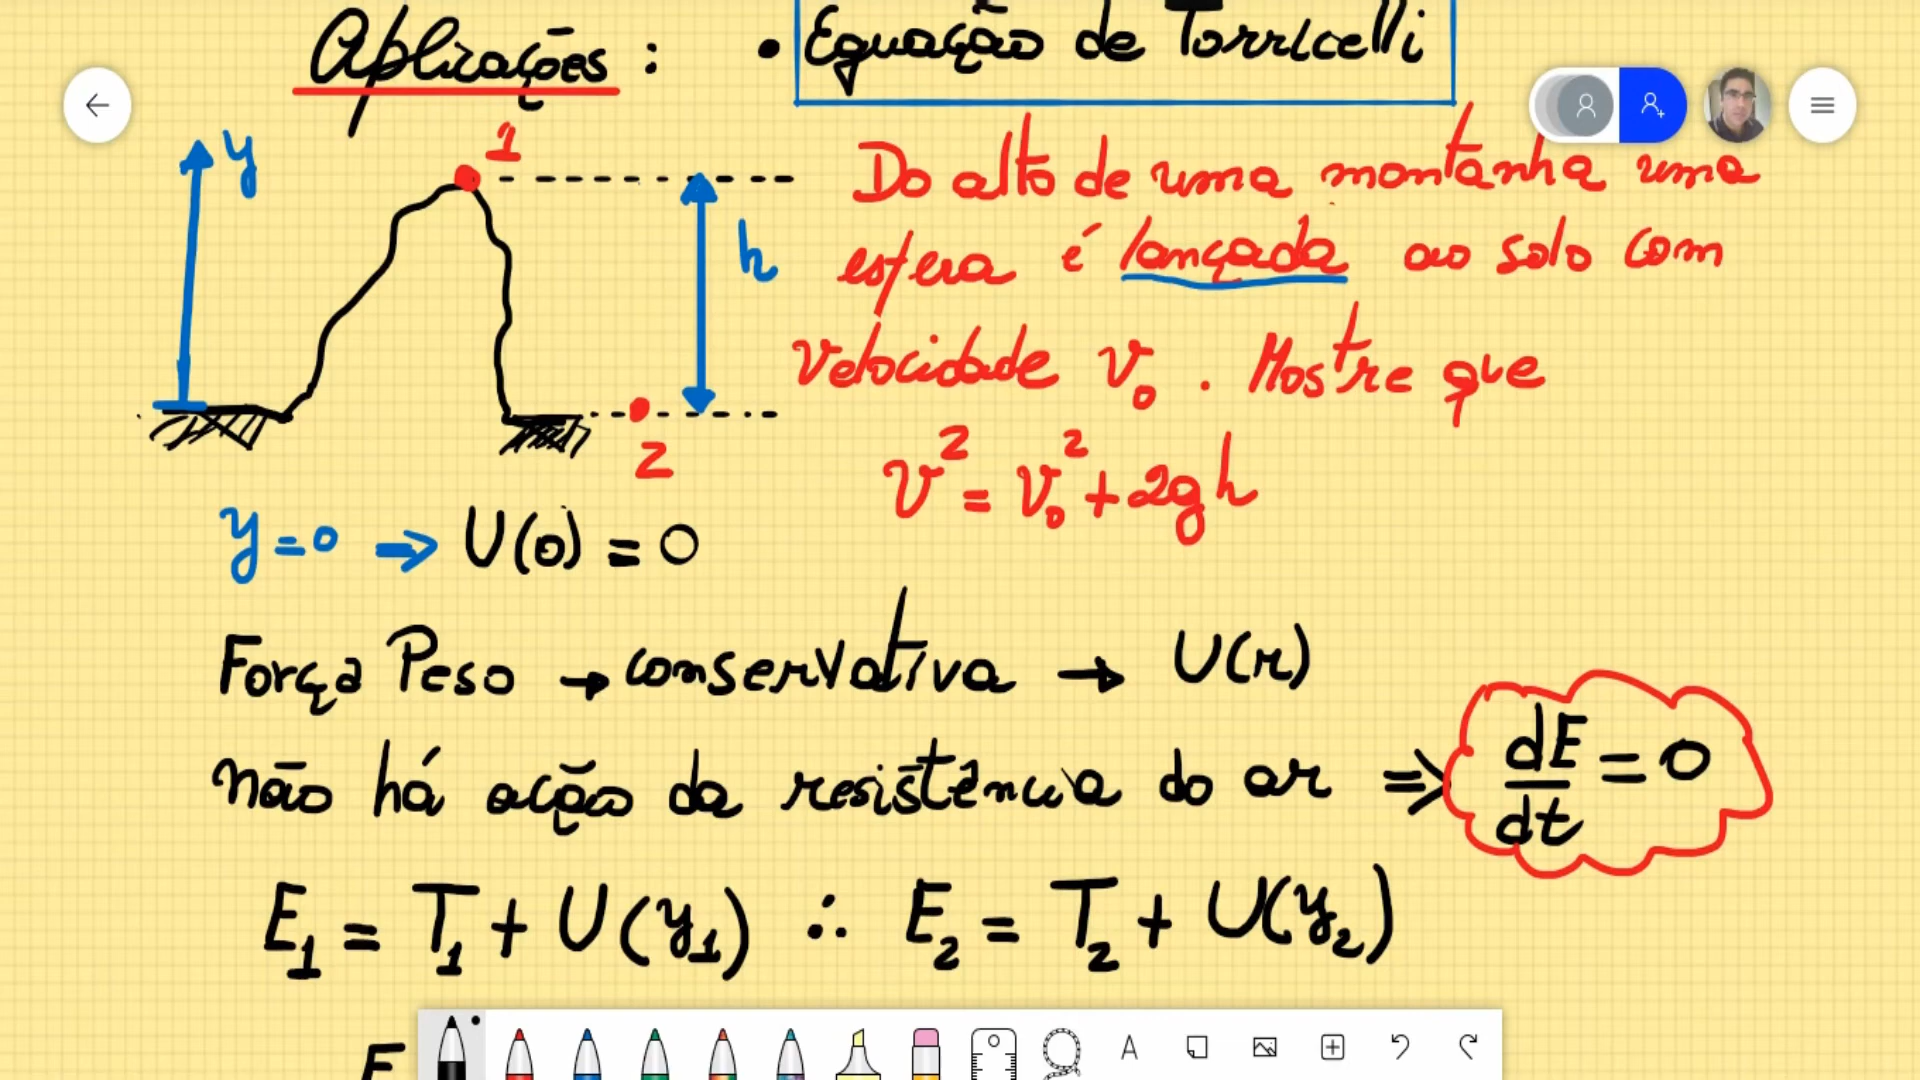 Aplicações : • Equação de Torricelli
y
1
h
2
Do alto de uma montanha uma
esfera é lançada ao solo com
velocidade v₀ . Mostre que
v² = v₀² + 2gh
y = 0 ⇒ U(0) = 0
Força Peso → conservativa → U(r)
não há ação da resistência do ar ⇒ dE/dt = 0
E₁ = T₁ + U(y₁) ∴ E₂ = T₂ + U(y₂)
E
A